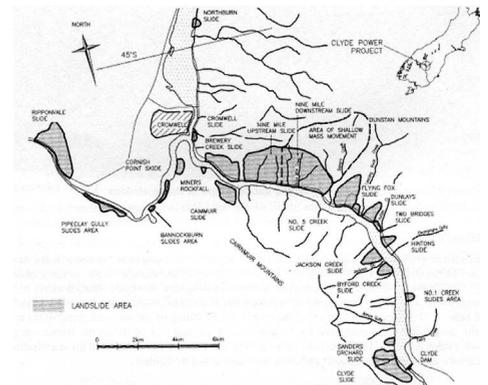 NORTHBURN
SLIDE
NORTH
45°S
CLYDE POWER
PROJECT
RIPPONVALE
SLIDE
CROMWELL
CROMWELL
SLIDE
BREWERY
CREEK SLIDE
NINE MILE
DOWNSTREAM SLIDE
NINE MILE
UPSTREAM SLIDE
DUNSTAN MOUNTAINS
AREA OF SHALLOW
MASS MOVEMENT
CORNISH
POINT SXIDE
MINERS
ROCKFALL
CAMMUIR
SLIDE
PIPECLAY GULLY
SLIDES AREA
BANNOCKBURN
SLIDES AREA
CAIRNMUIR MOUNTAINS
NO. 5 CREEK
SLIDE
FLYING FOX
SLIDE
DUNLAYS
SLIDE
TWO BRIDGES
SLIDE
HINTONS
SLIDE
JACKSON CREEK
SLIDE
BYFORD CREEK
SLIDE
NO.1 CREEK
SLIDES AREA
SANDERS
ORCHARD
SLIDE
CLYDE
SLIDE
CLYDE
DAM
LANDSLIDE AREA
0 2km 4km 6km